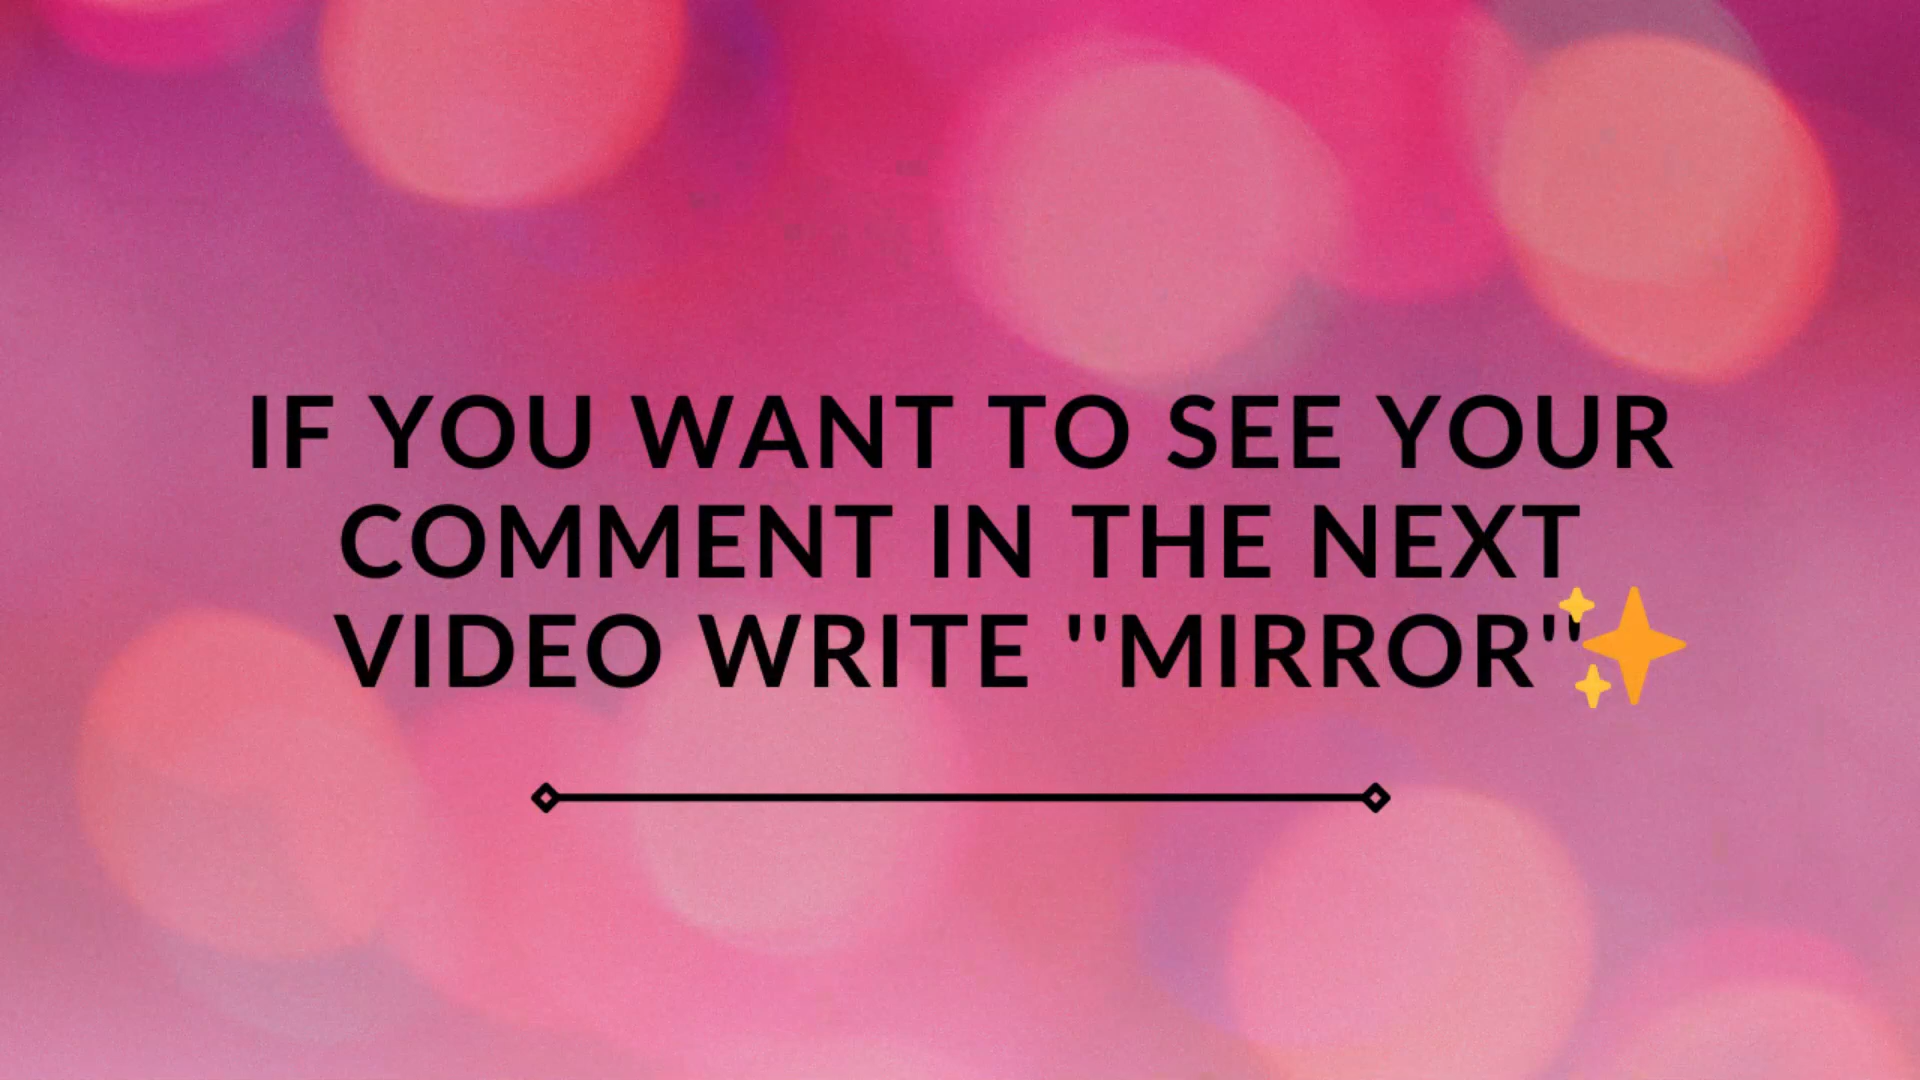 IF YOU WANT TO SEE YOUR
COMMENT IN THE NEXT
VIDEO WRITE "MIRROR"✨